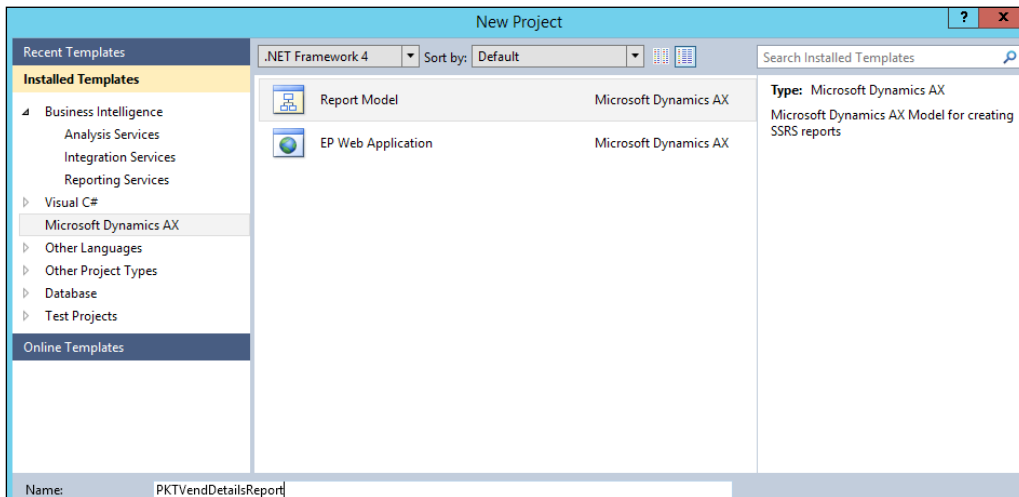 New Project
?
x
Recent Templates
Installed Templates
Business Intelligence
Analysis Services
Integration Services
Reporting Services
Visual C#
Microsoft Dynamics AX
Other Languages
Other Project Types
Database
Test Projects
Online Templates
.NET Framework 4
Sort by: Default
Search Installed Templates
Report Model Microsoft Dynamics AX
EP Web Application Microsoft Dynamics AX
Type: Microsoft Dynamics AX
Microsoft Dynamics AX Model for creating
SSRS reports
Name: PKTVendDetailsReport